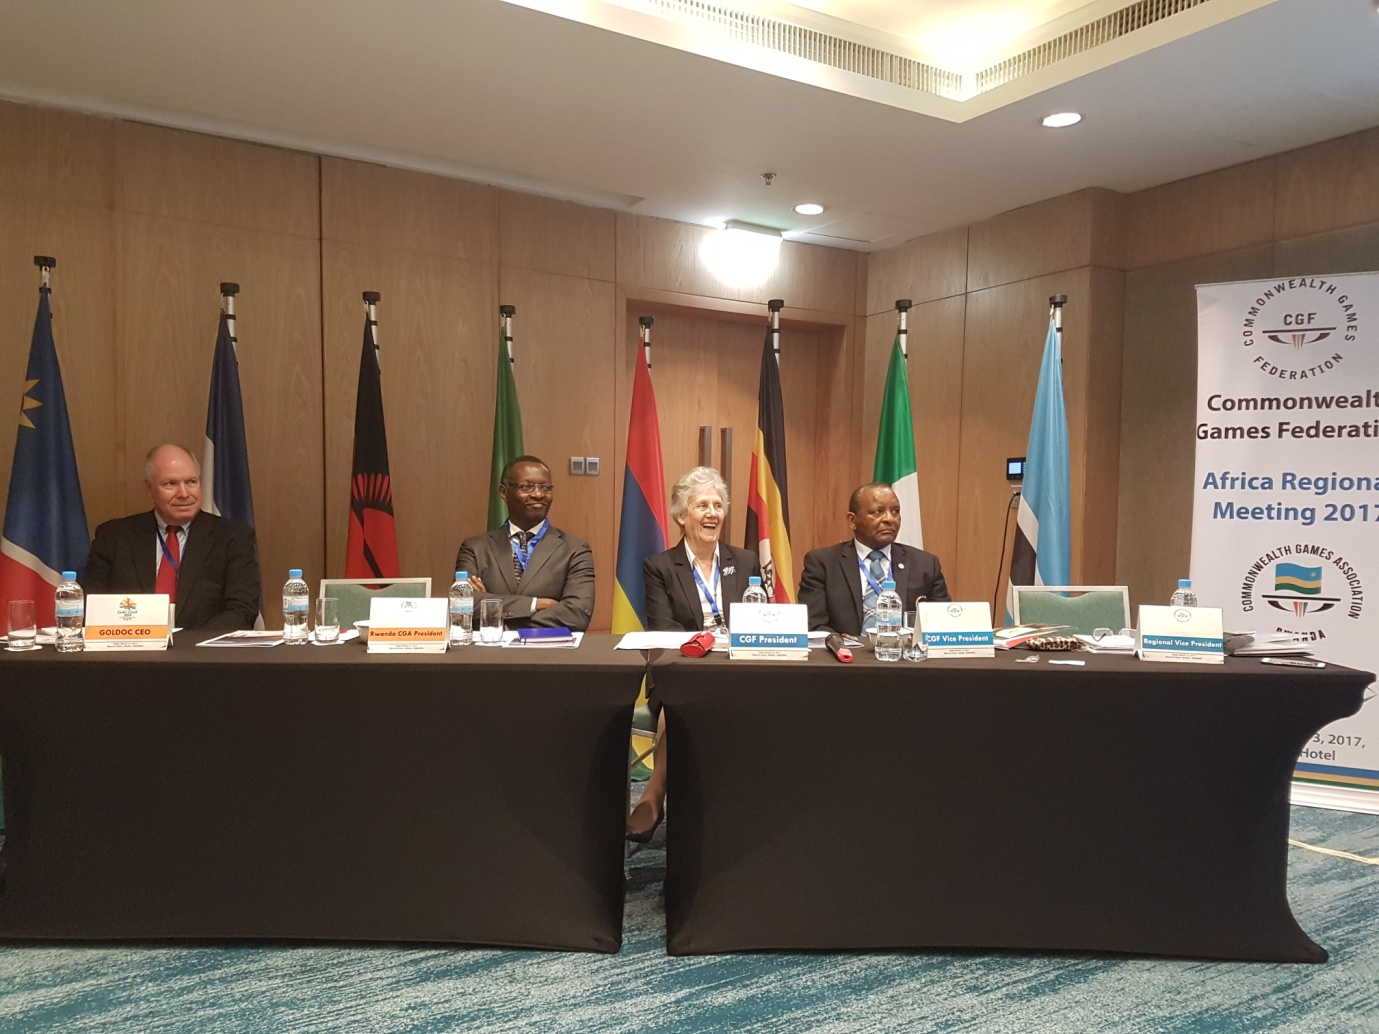 GOLDOC CEO
Rwanda CGA President
CGF President
CGF Vice President
Regional Vice President
COMMONWEALTH GAMES
CGF
FEDERATION
Commonwealt
Games Federati
Africa Regiona
Meeting 2017
COMMONWEALTH GAMES ASSOCIATION
3, 2017,
Hotel